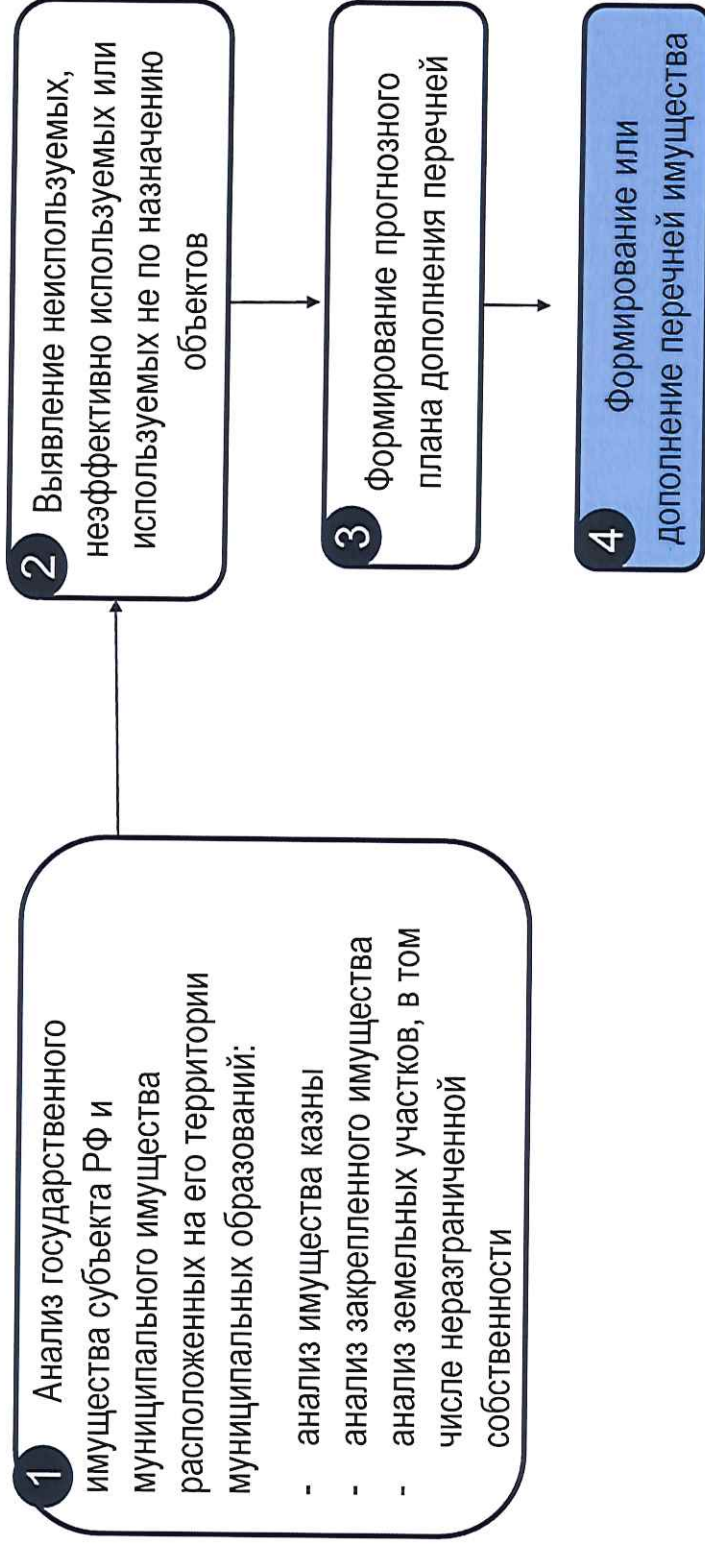 1 Анализ государственного
имущества субъекта РФ и
муниципального имущества
расположенных на его территории
муниципальных образований:
- анализ имущества казны
- анализ закрепленного имущества
- анализ земельных участков, в том
числе неразграниченной
собственности
2 Выявление неиспользуемых,
неэффективно используемых или
используемых не по назначению
объектов
3 Формирование прогнозного
плана дополнения перечней
4 Формирование или
дополнение перечней имущества